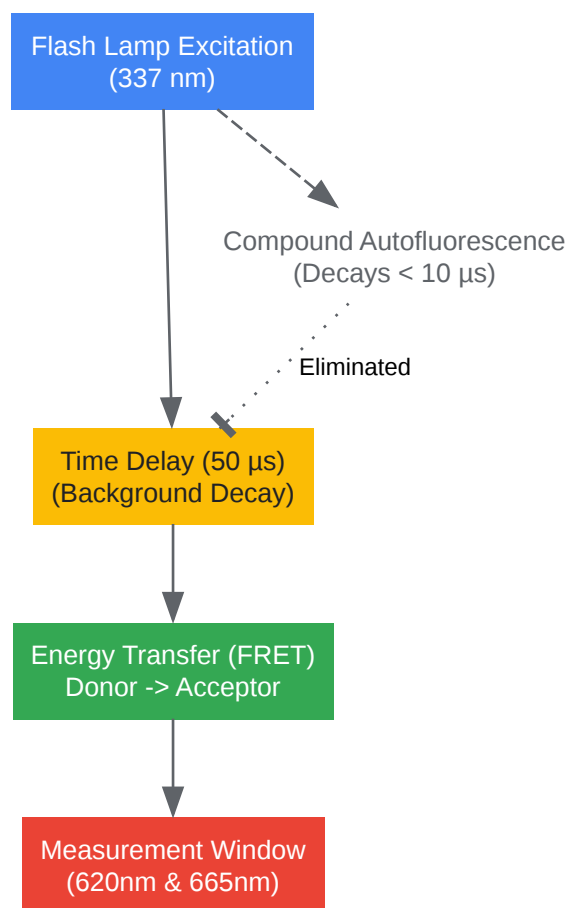 Flash Lamp Excitation
(337 nm)
Compound Autofluorescence
(Decays < 10 µs)
Eliminated
Time Delay (50 µs)
(Background Decay)
Energy Transfer (FRET)
Donor -> Acceptor
Measurement Window
(620nm & 665nm)